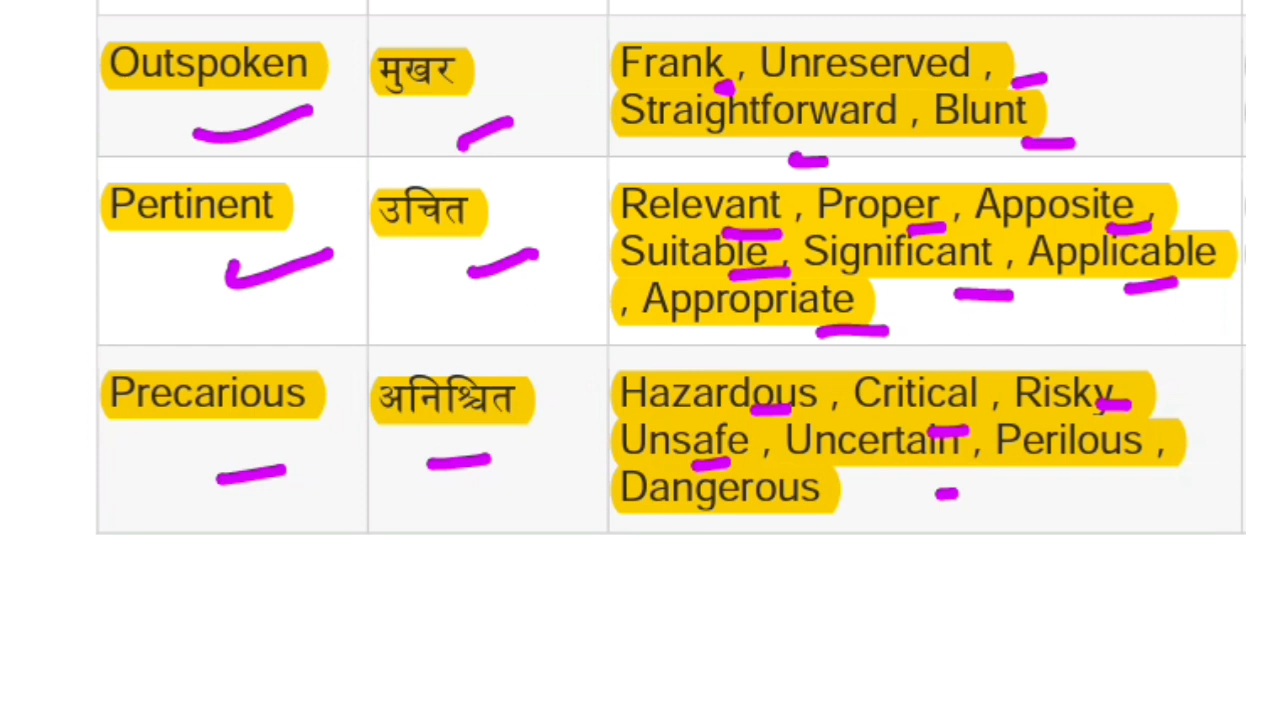 Outspoken
मुखर
Frank , Unreserved ,
Straightforward , Blunt
Pertinent
उचित
Relevant , Proper , Apposite ,
Suitable , Significant , Applicable
, Appropriate
Precarious
अनिश्चित
Hazardous , Critical , Risky
Unsafe , Uncertain , Perilous ,
Dangerous